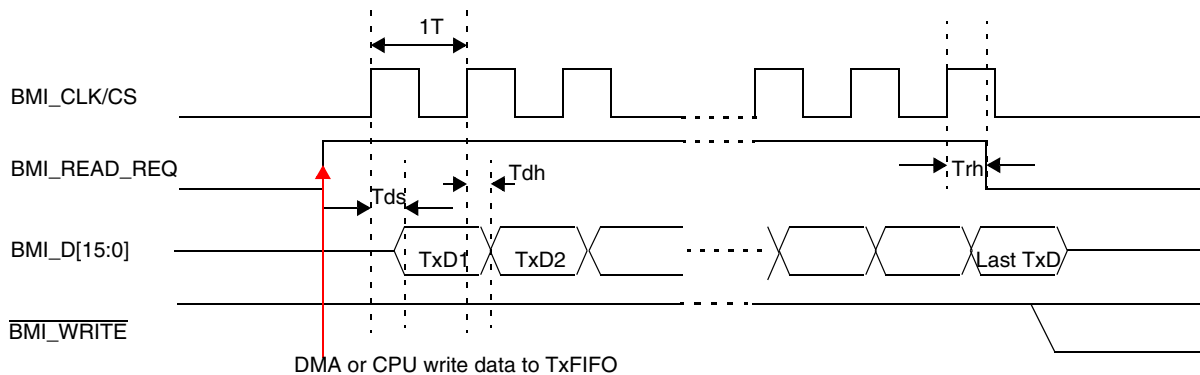 1T
BMI_CLK/CS
BMI_READ_REQ
Trh
Tdh
Tds
BMI_D[15:0]
TxD1
TxD2
Last TxD
BMI_WRITE
DMA or CPU write data to TxFIFO